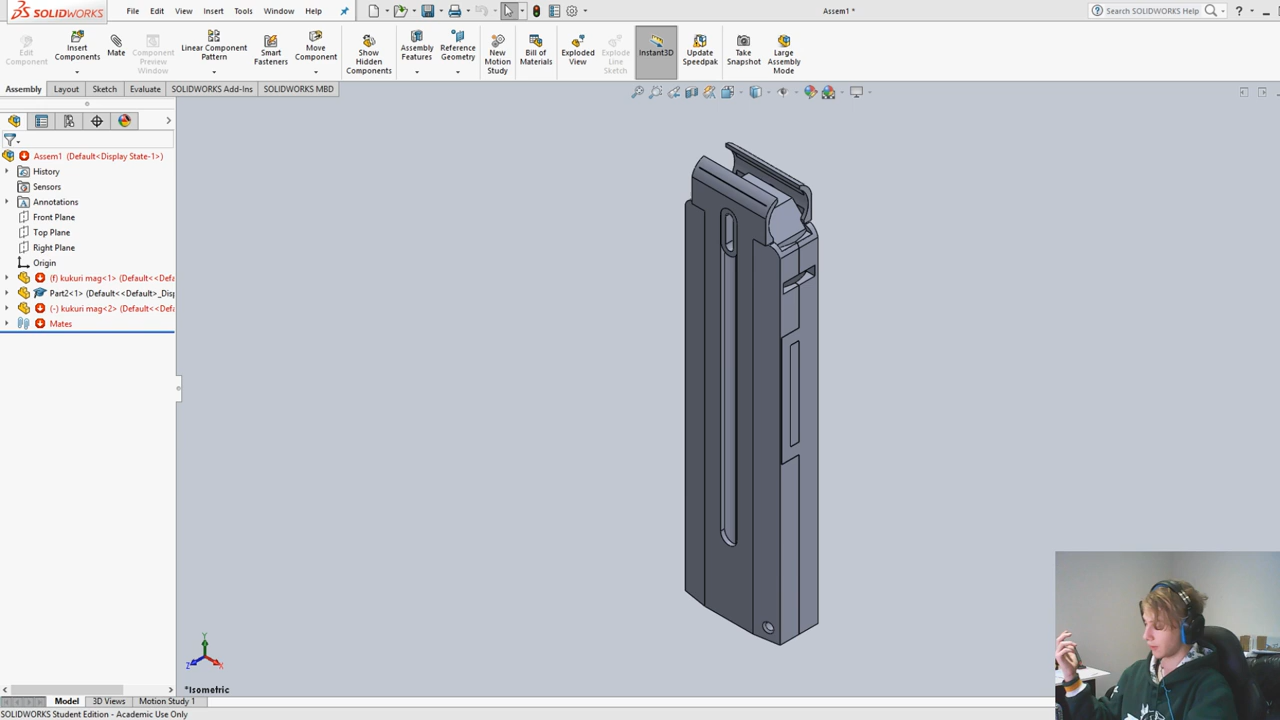 SOLIDWORKS File Edit View Insert Tools Window Help Assem1 * Search SOLIDWORKS Help ?
Edit Component
Insert Components
Mate
Component Preview Window
Linear Component Pattern
Smart Fasteners
Move Component
Show Hidden Components
Assembly Features
Reference Geometry
New Motion Study
Bill of Materials
Exploded View
Explode Line Sketch
Instant3D
Update Speedpak
Take Snapshot
Large Assembly Mode
Assembly Layout Sketch Evaluate SOLIDWORKS Add-Ins SOLIDWORKS MBD
Assem1 (Default<Display State-1>)
History
Sensors
Annotations
Front Plane
Top Plane
Right Plane
Origin
(f) kukuri mag<1> (Default<<Defa
Part2<1> (Default<<Default>_Disp
(-) kukuri mag<2> (Default<<Defa
Mates
Y
Z X
*Isometric
Model 3D Views Motion Study 1
SOLIDWORKS Student Edition - Academic Use Only